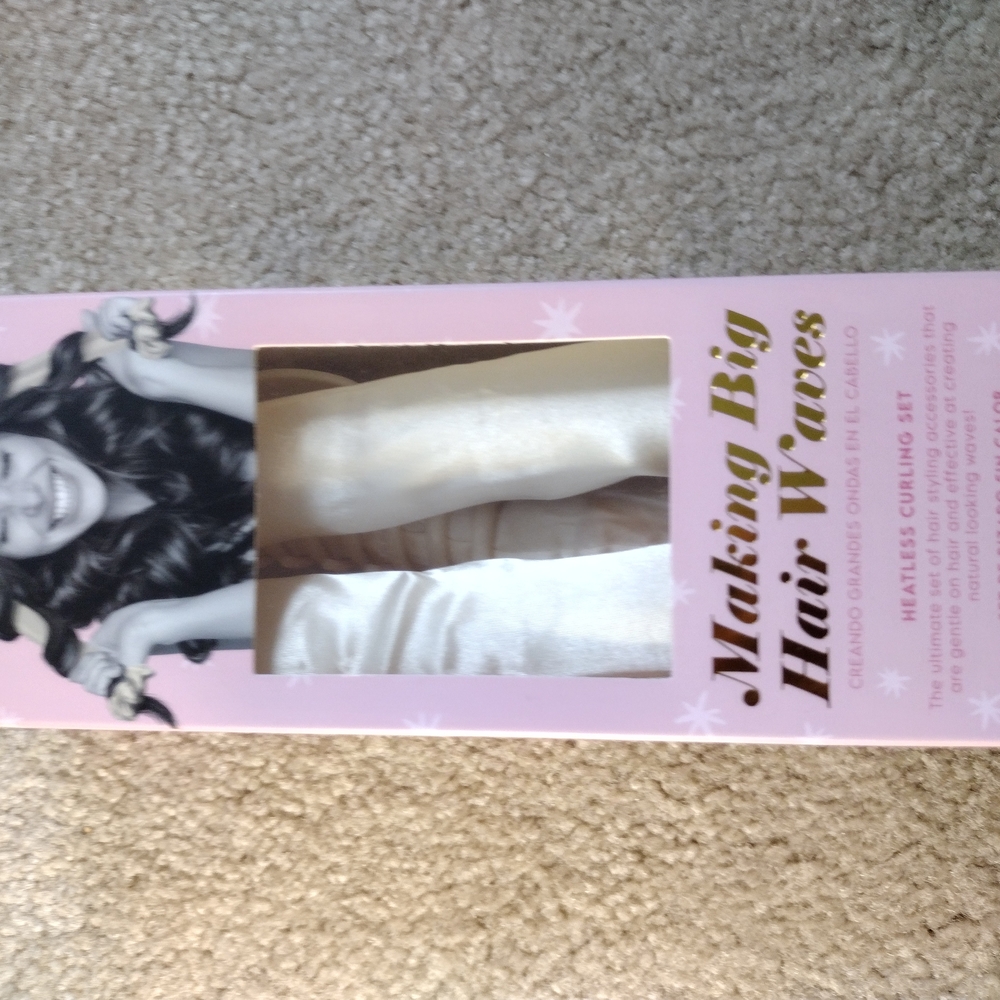 Making Big
Hair Waves
CREANDO GRANDES ONDAS EN EL CABELLO
HEATLESS CURLING SET
The ultimate set of hair styling accessories that
are gentle on hair and effective at creating
natural looking waves!